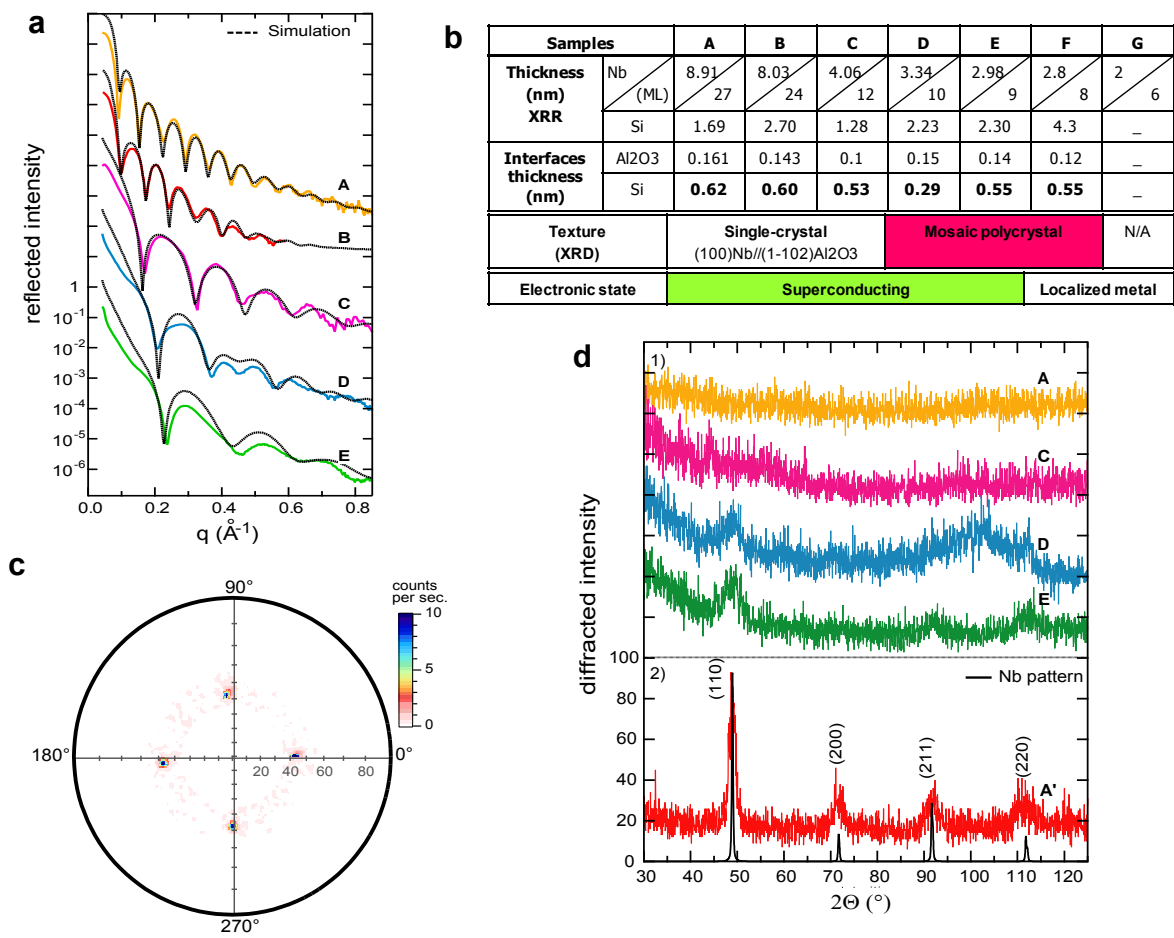 a
Simulation
reflected intensity
1
10-1
10-2
10-3
10-4
10-5
10-6
A
B
C
D
E
0.0 0.2 0.4 0.6 0.8
q (Å-1)
b
Samples A B C D E F G
Thickness (nm) XRR
Nb (ML) 8.91 27 8.03 24 4.06 12 3.34 10 2.98 9 2.8 8 2 6
Si 1.69 2.70 1.28 2.23 2.30 4.3 _
Interfaces thickness (nm)
Al2O3 0.161 0.143 0.1 0.15 0.14 0.12 _
Si 0.62 0.60 0.53 0.29 0.55 0.55 _
Texture (XRD)
Single-crystal
(100)Nb//(1-102)Al2O3
Mosaic polycrystal
N/A
Electronic state Superconducting Localized metal
c
90°
180°
0°
270°
20 40 60 80
counts
per sec.
10
5
0
d
1)
A
C
D
E
diffracted intensity
100
80
60
40
20
0
2)
Nb pattern
(110)
(200)
(211)
(220)
A'
30 40 50 60 70 80 90 100 110 120
2Θ (°)